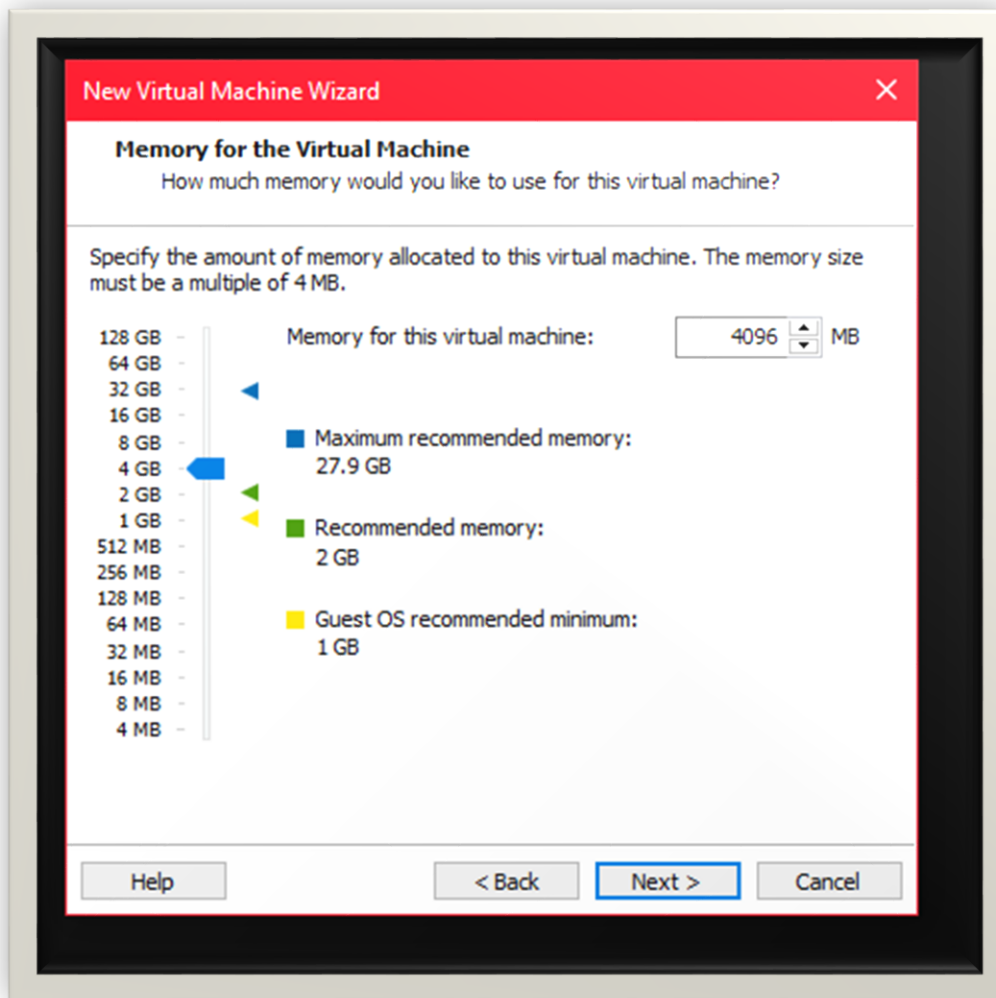 New Virtual Machine Wizard
Memory for the Virtual Machine
How much memory would you like to use for this virtual machine?
Specify the amount of memory allocated to this virtual machine. The memory size
must be a multiple of 4 MB.
Memory for this virtual machine: 4096 MB
128 GB
64 GB
32 GB
16 GB
8 GB
4 GB
2 GB
1 GB
512 MB
256 MB
128 MB
64 MB
32 MB
16 MB
8 MB
4 MB
Maximum recommended memory:
27.9 GB
Recommended memory:
2 GB
Guest OS recommended minimum:
1 GB
Help
< Back
Next >
Cancel